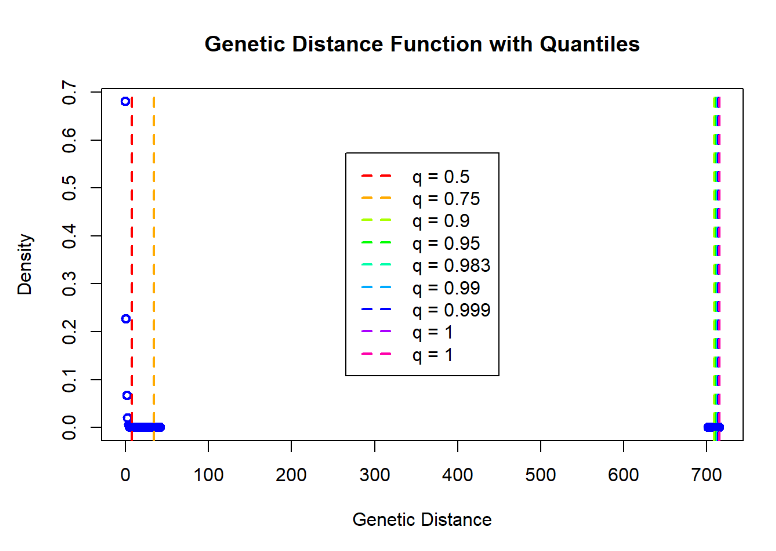 Genetic Distance Function with Quantiles
0.7
0.6
0.5
0.4
0.3
0.2
0.1
0.0
Density
q = 0.5
q = 0.75
q = 0.9
q = 0.95
q = 0.983
q = 0.99
q = 0.999
q = 1
q = 1
0 100 200 300 400 500 600 700
Genetic Distance